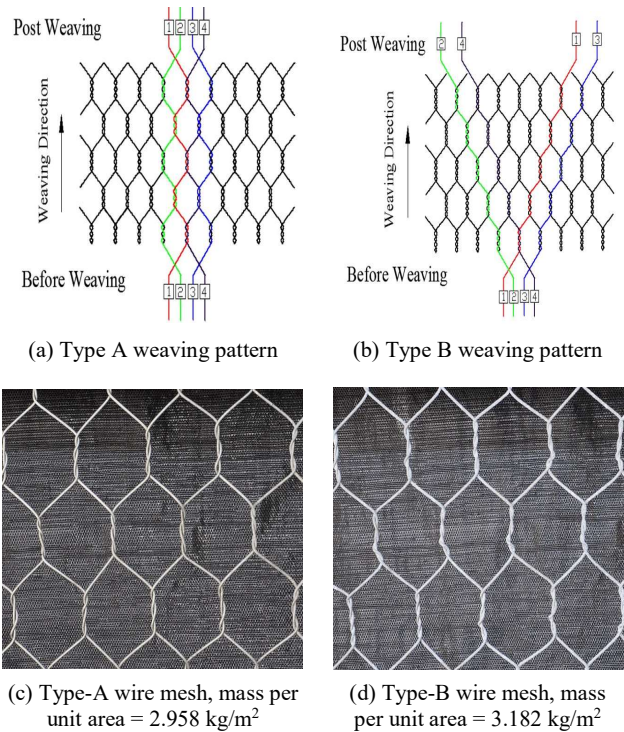 Post Weaving
1 2 3 4
Weaving Direction
Before Weaving
1 2 3 4
(a) Type A weaving pattern
2 4 1 3
Post Weaving
Weaving Direction
Before Weaving
1 2 3 4
(b) Type B weaving pattern
(c) Type-A wire mesh, mass per
unit area = 2.958 kg/m²
(d) Type-B wire mesh, mass
per unit area = 3.182 kg/m²